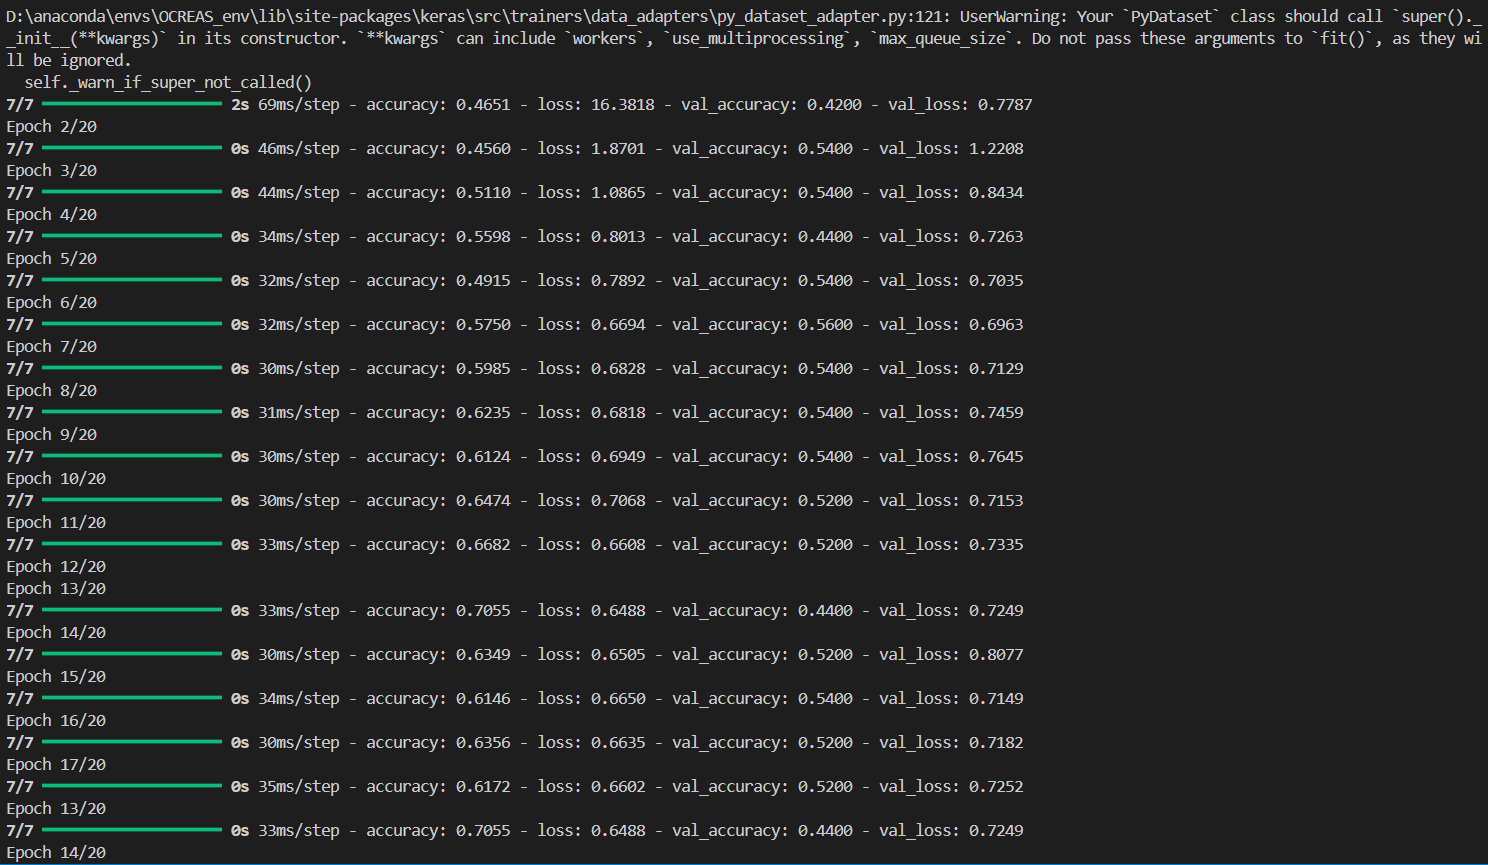 D:\anaconda\envs\OCREAS_env\lib\site-packages\keras\src\trainers\data_adapters\py_dataset_adapter.py:121: UserWarning: Your `PyDataset` class should call `super()._
_init__(**kwargs)` in its constructor. `**kwargs` can include `workers`, `use_multiprocessing`, `max_queue_size`. Do not pass these arguments to `fit()`, as they wi
ll be ignored.
  self._warn_if_super_not_called()
7/7 2s 69ms/step - accuracy: 0.4651 - loss: 16.3818 - val_accuracy: 0.4200 - val_loss: 0.7787
Epoch 2/20
7/7 0s 46ms/step - accuracy: 0.4560 - loss: 1.8701 - val_accuracy: 0.5400 - val_loss: 1.2208
Epoch 3/20
7/7 0s 44ms/step - accuracy: 0.5110 - loss: 1.0865 - val_accuracy: 0.5400 - val_loss: 0.8434
Epoch 4/20
7/7 0s 34ms/step - accuracy: 0.5598 - loss: 0.8013 - val_accuracy: 0.4400 - val_loss: 0.7263
Epoch 5/20
7/7 0s 32ms/step - accuracy: 0.4915 - loss: 0.7892 - val_accuracy: 0.5400 - val_loss: 0.7035
Epoch 6/20
7/7 0s 32ms/step - accuracy: 0.5750 - loss: 0.6694 - val_accuracy: 0.5600 - val_loss: 0.6963
Epoch 7/20
7/7 0s 30ms/step - accuracy: 0.5985 - loss: 0.6828 - val_accuracy: 0.5400 - val_loss: 0.7129
Epoch 8/20
7/7 0s 31ms/step - accuracy: 0.6235 - loss: 0.6818 - val_accuracy: 0.5400 - val_loss: 0.7459
Epoch 9/20
7/7 0s 30ms/step - accuracy: 0.6124 - loss: 0.6949 - val_accuracy: 0.5400 - val_loss: 0.7645
Epoch 10/20
7/7 0s 30ms/step - accuracy: 0.6474 - loss: 0.7068 - val_accuracy: 0.5200 - val_loss: 0.7153
Epoch 11/20
7/7 0s 33ms/step - accuracy: 0.6682 - loss: 0.6608 - val_accuracy: 0.5200 - val_loss: 0.7335
Epoch 12/20
Epoch 13/20
7/7 0s 33ms/step - accuracy: 0.7055 - loss: 0.6488 - val_accuracy: 0.4400 - val_loss: 0.7249
Epoch 14/20
7/7 0s 30ms/step - accuracy: 0.6349 - loss: 0.6505 - val_accuracy: 0.5200 - val_loss: 0.8077
Epoch 15/20
7/7 0s 34ms/step - accuracy: 0.6146 - loss: 0.6650 - val_accuracy: 0.5400 - val_loss: 0.7149
Epoch 16/20
7/7 0s 30ms/step - accuracy: 0.6356 - loss: 0.6635 - val_accuracy: 0.5200 - val_loss: 0.7182
Epoch 17/20
7/7 0s 35ms/step - accuracy: 0.6172 - loss: 0.6602 - val_accuracy: 0.5200 - val_loss: 0.7252
Epoch 13/20
7/7 0s 33ms/step - accuracy: 0.7055 - loss: 0.6488 - val_accuracy: 0.4400 - val_loss: 0.7249
Epoch 14/20